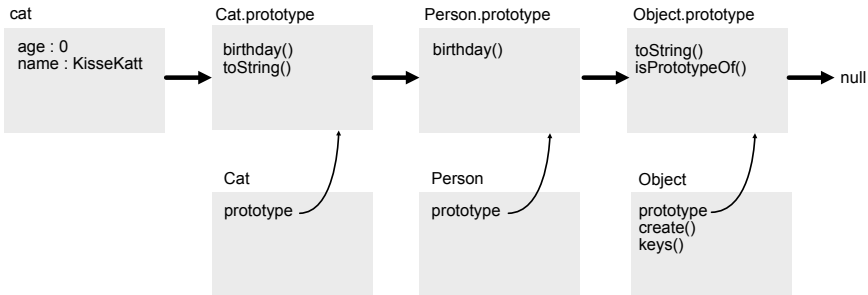 cat
age : 0
name : KisseKatt
Cat.prototype
birthday()
toString()
Person.prototype
birthday()
Object.prototype
toString()
isPrototypeOf()
null
Cat
prototype
Person
prototype
Object
prototype
create()
keys()